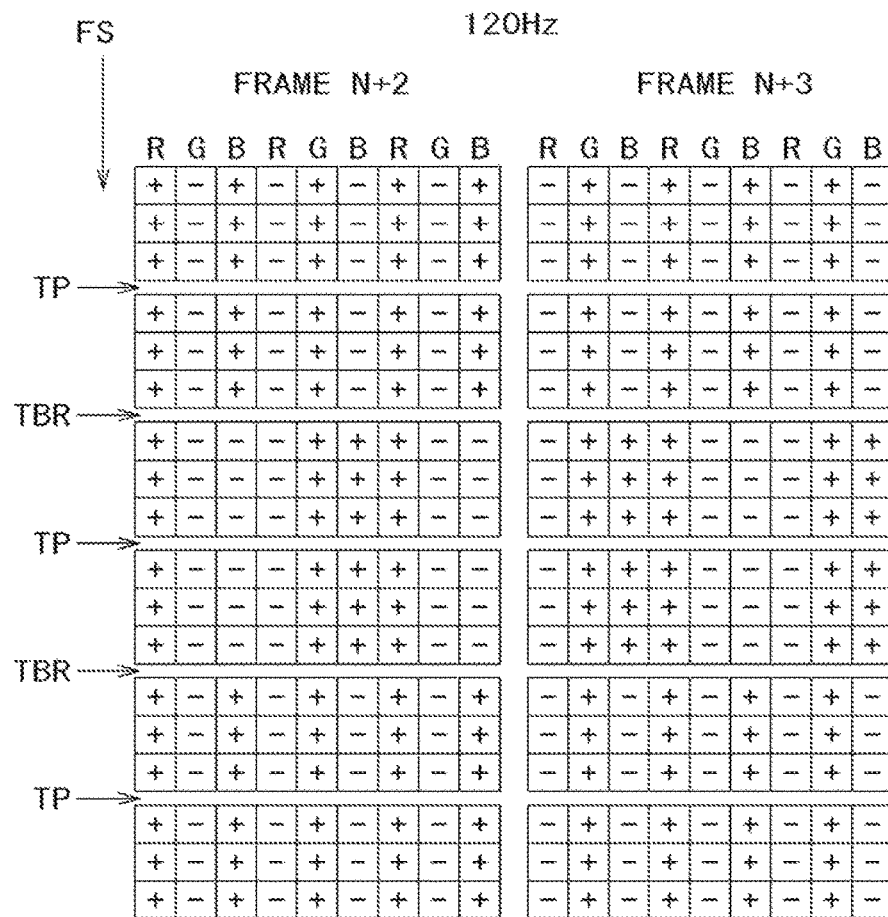 FS
120Hz
FRAME N+2 FRAME N+3
R G B R G B R G B R G B R G B R G B
+ - + - + - + - + - + - + - + - + -
+ - + - + - + - + - + - + - + - + -
+ - + - + - + - + - + - + - + - + -
TP
+ - + - + - + - + - + - + - + - + -
+ - + - + - + - + - + - + - + - + -
+ - + - + - + - + - + - + - + - + -
TBR
+ - - - + + + - - - + + + - - - + +
+ - - - + + + - - - + + + - - - + +
+ - - - + + + - - - + + + - - - + +
TP
+ - - - + + + - - - + + + - - - + +
+ - - - + + + - - - + + + - - - + +
+ - - - + + + - - - + + + - - - + +
TBR
+ - + - + - + - + - + - + - + - + -
+ - + - + - + - + - + - + - + - + -
+ - + - + - + - + - + - + - + - + -
TP
+ - + - + - + - + - + - + - + - + -
+ - + - + - + - + - + - + - + - + -
+ - + - + - + - + - + - + - + - + -